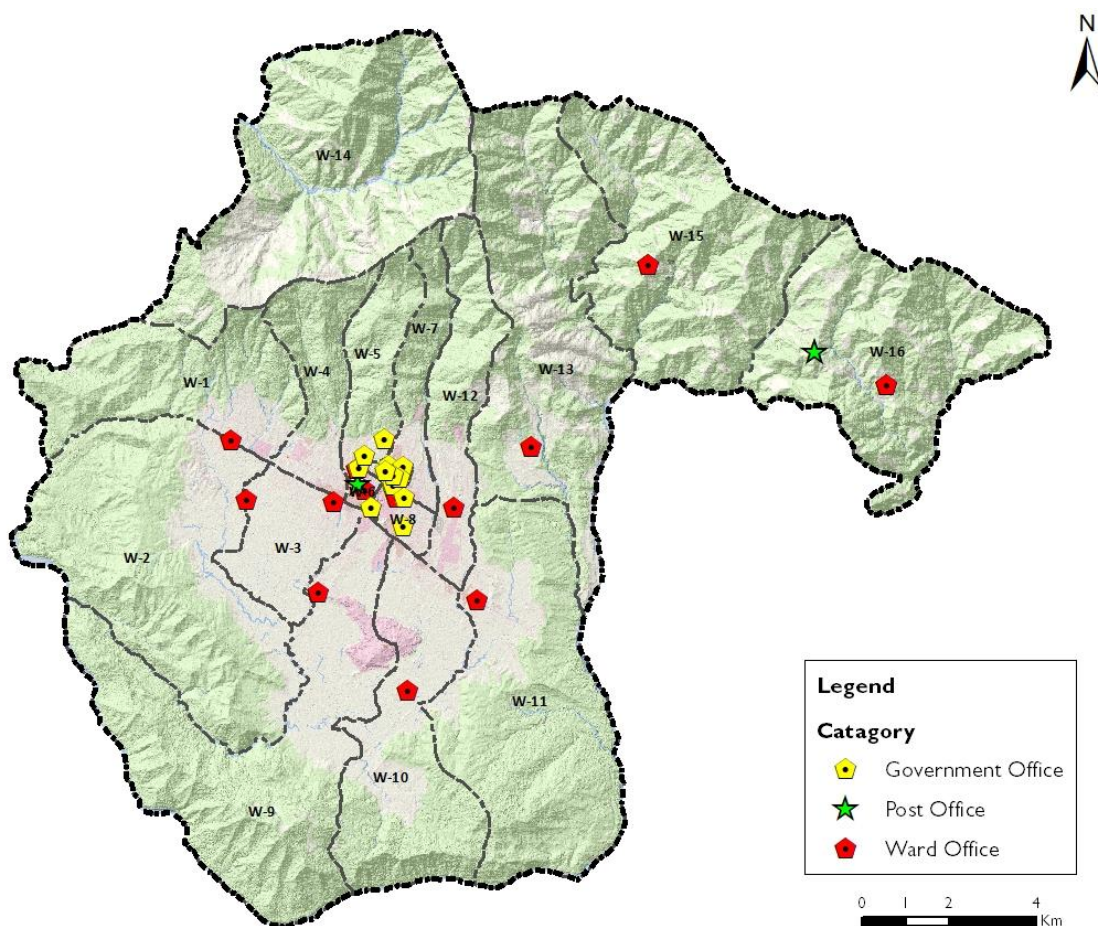 N
W-14
W-15
W-7
W-16
W-5
W-13
W-1
W-4
W-12
W-8
W-3
W-2
W-11
W-10
W-9
Legend
Catagory
Government Office
Post Office
Ward Office
0 1 2 4
Km